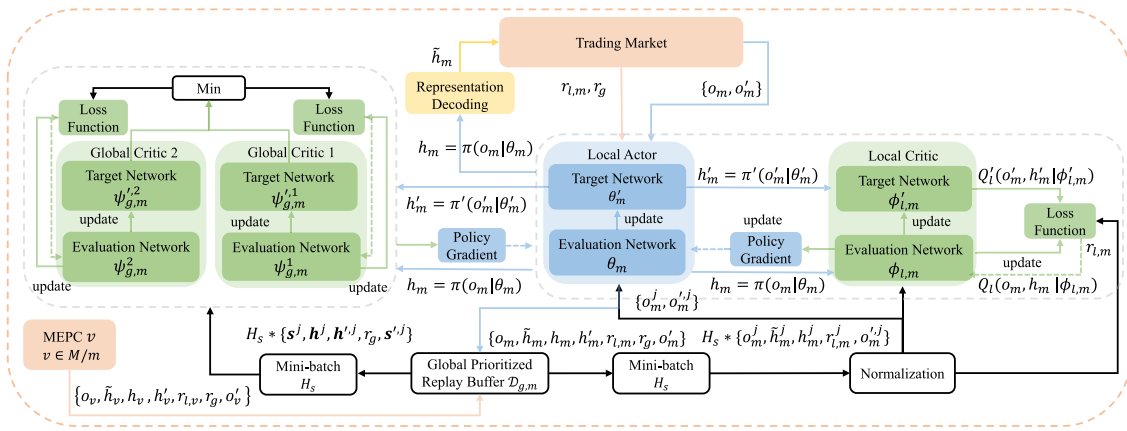 Trading Market
h̃_m
Representation
Decoding
r_{l,m}, r_g
{o_m, o'_m}
h_m = π(o_m|θ_m)
Min
Loss
Function
Loss
Function
Global Critic 2
Target Network
ψ'^{,2}_{g,m}
update
Evaluation Network
ψ^2_{g,m}
update
Global Critic 1
Target Network
ψ'^{,1}_{g,m}
update
Evaluation Network
ψ^1_{g,m}
update
h'_m = π'(o'_m|θ'_m)
Policy
Gradient
h_m = π(o_m|θ_m)
Local Actor
Target Network
θ'_m
update
Evaluation Network
θ_m
h'_m = π'(o'_m|θ'_m)
update
Policy
Gradient
h_m = π(o_m|θ_m)
Local Critic
Target Network
ϕ'_{l,m}
update
Evaluation Network
ϕ_{l,m}
Q'_l(o'_m, h'_m|ϕ'_{l,m})
Loss
Function
update
r_{l,m}
Q_l(o_m, h_m|ϕ_{l,m})
{o^j_m, o'^{,j}_m}
MEPC v
v ∈ M/m
H_s * {s^j, h^j, h'^{,j}, r_g, s'^{,j}}
{o_m, h̃_m, h_m, h'_m, r_{l,m}, r_g, o'_m}
H_s * {o^j_m, h̃^j_m, h^j_m, r^j_{l,m}, o'^{,j}_m}
Mini-batch
H_s
Global Prioritized
Replay Buffer 𝒟_{g,m}
Mini-batch
H_s
Normalization
{o_v, h̃_v, h_v, h'_v, r_{l,v}, r_g, o'_v}